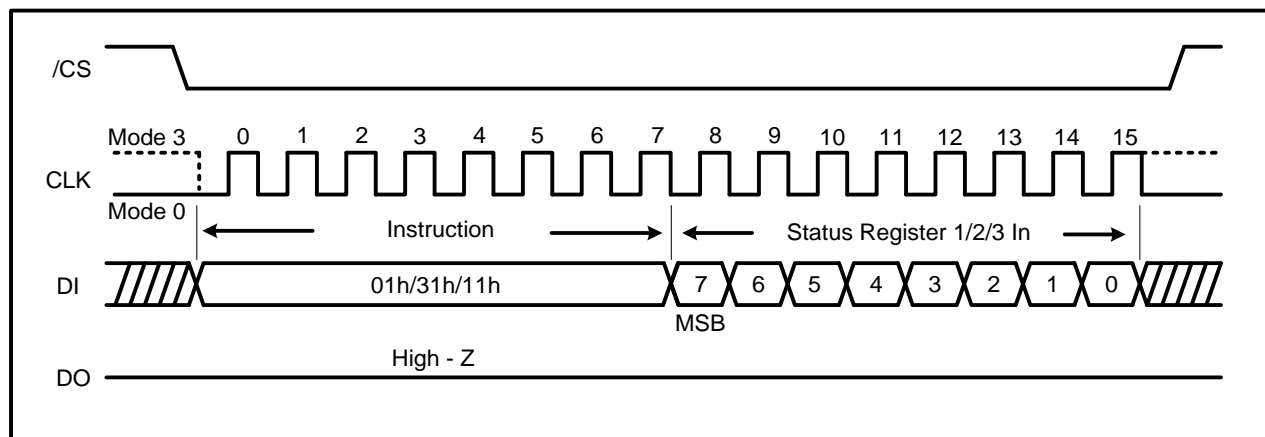 /CS
Mode 3 0 1 2 3 4 5 6 7 8 9 10 11 12 13 14 15
CLK
Mode 0
Instruction Status Register 1/2/3 In
DI 01h/31h/11h 7 6 5 4 3 2 1 0
MSB
High - Z
DO